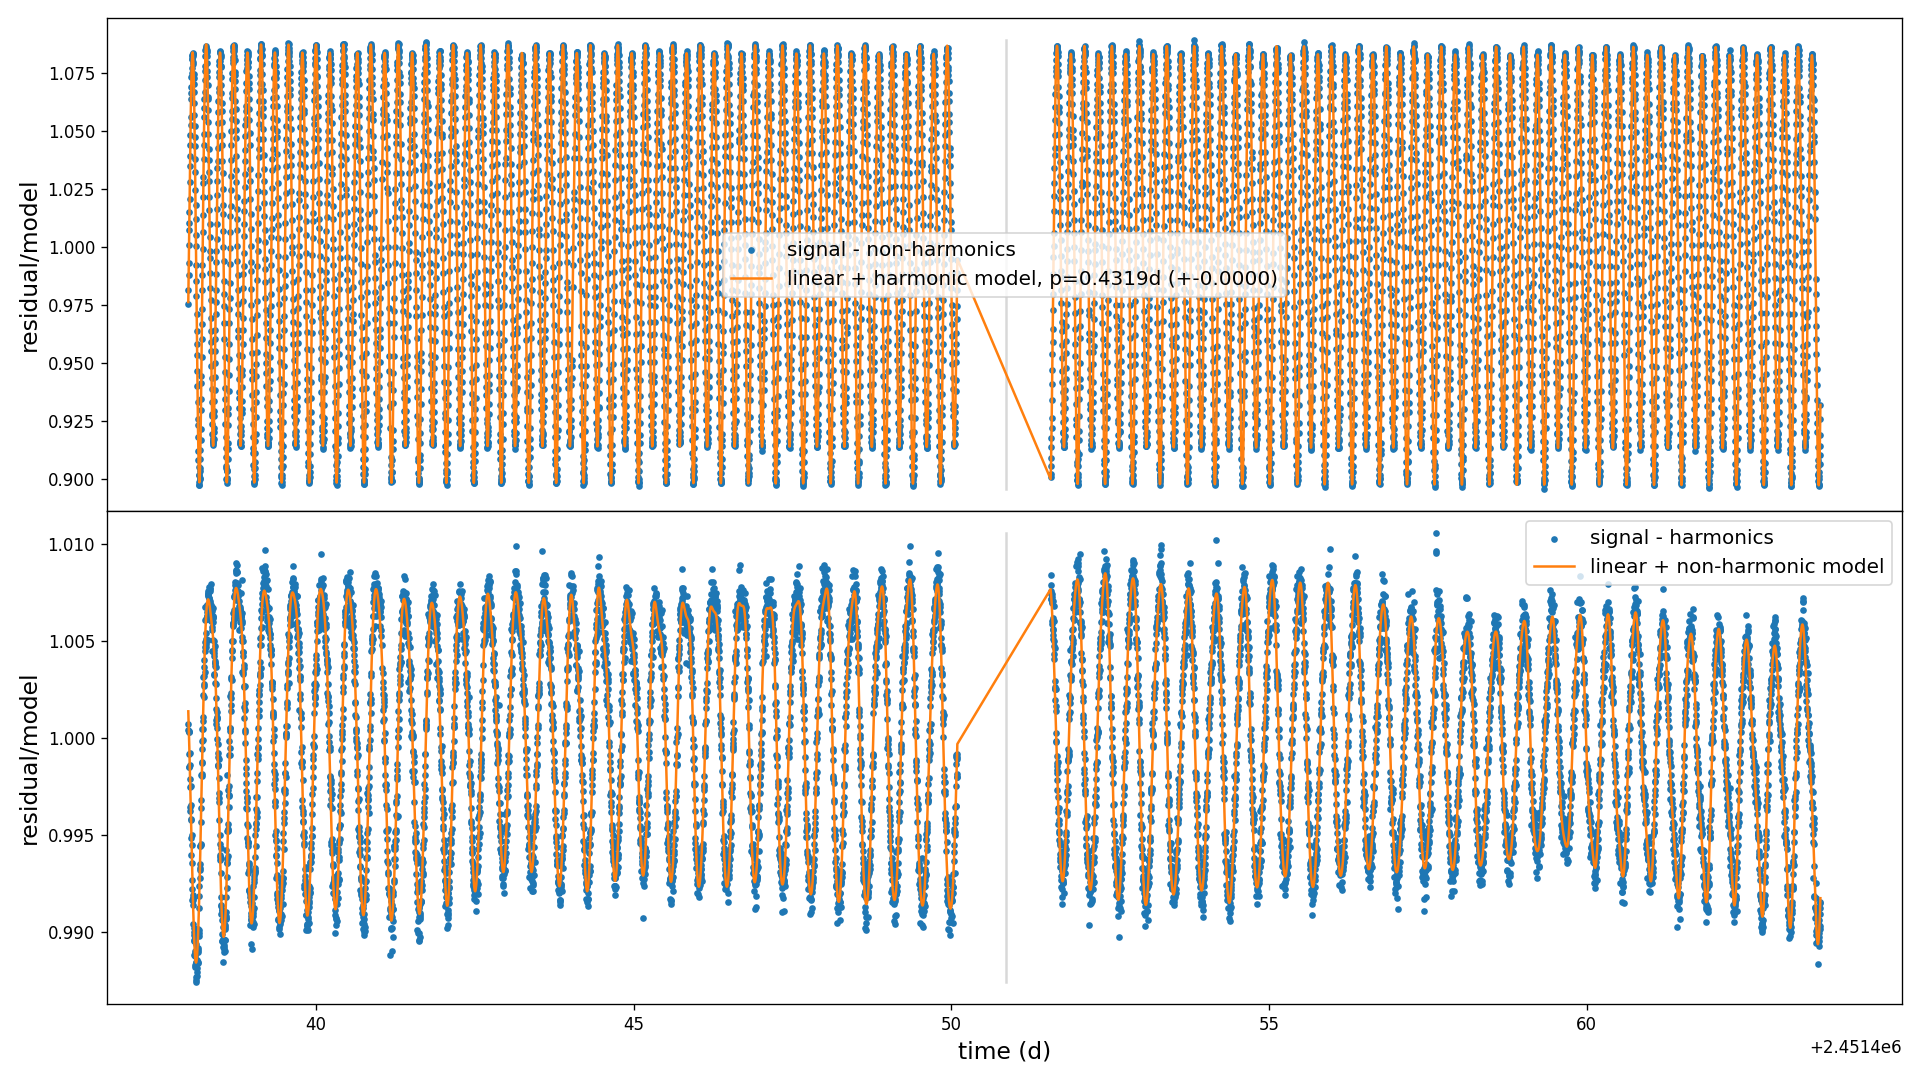 1.075
1.050
1.025
1.000
0.975
0.950
0.925
0.900
residual/model
signal - non-harmonics
linear + harmonic model, p=0.4319d (+-0.0000)
1.010
1.005
1.000
0.995
0.990
residual/model
signal - harmonics
linear + non-harmonic model
40
45
50
55
60
time (d)
+2.4514e6